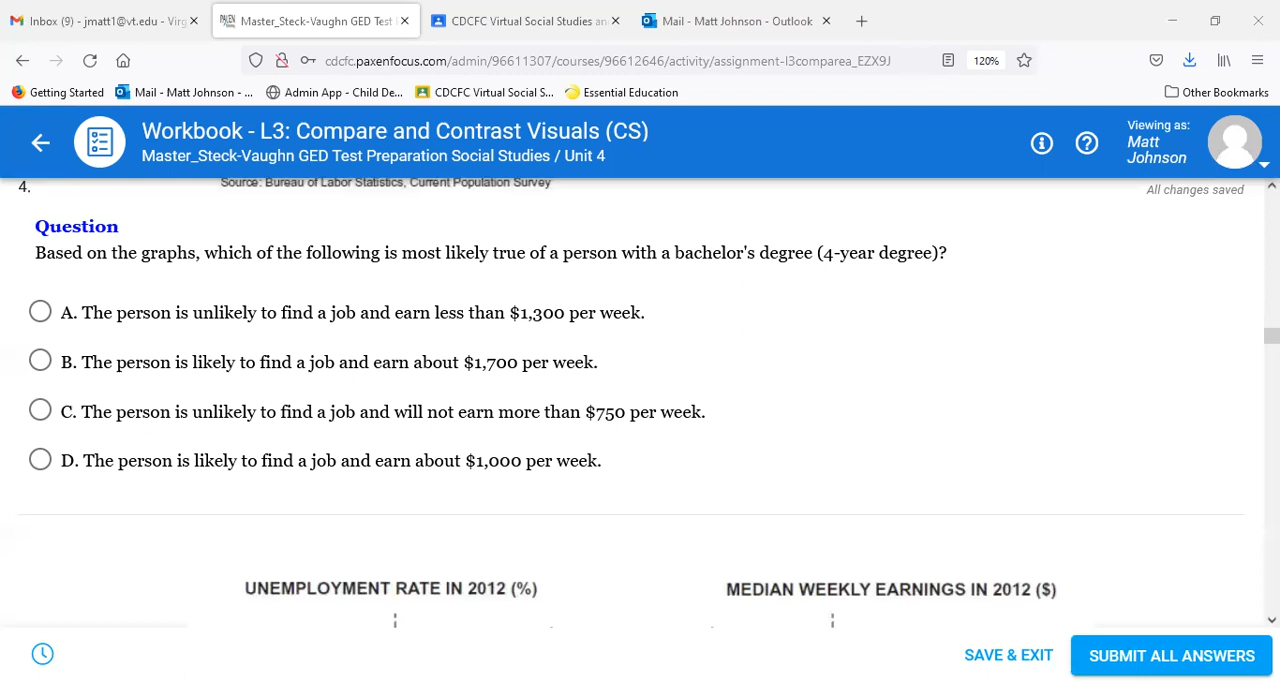 Inbox (9) - jmatt1@vt.edu - Virg
Master_Steck-Vaughn GED Test
CDCFC Virtual Social Studies an
Mail - Matt Johnson - Outlook
cdcfc.paxenfocus.com/admin/96611307/courses/96612646/activity/assignment-l3comparea_EZX9J
120%
Getting Started
Mail - Matt Johnson - ...
Admin App - Child De...
CDCFC Virtual Social S...
Essential Education
Other Bookmarks
Workbook - L3: Compare and Contrast Visuals (CS)
Master_Steck-Vaughn GED Test Preparation Social Studies / Unit 4
Viewing as:
Matt
Johnson
4.
Source: Bureau of Labor Statistics, Current Population Survey
All changes saved
Question
Based on the graphs, which of the following is most likely true of a person with a bachelor's degree (4-year degree)?
A. The person is unlikely to find a job and earn less than $1,300 per week.
B. The person is likely to find a job and earn about $1,700 per week.
C. The person is unlikely to find a job and will not earn more than $750 per week.
D. The person is likely to find a job and earn about $1,000 per week.
UNEMPLOYMENT RATE IN 2012 (%)
MEDIAN WEEKLY EARNINGS IN 2012 ($)
SAVE & EXIT
SUBMIT ALL ANSWERS